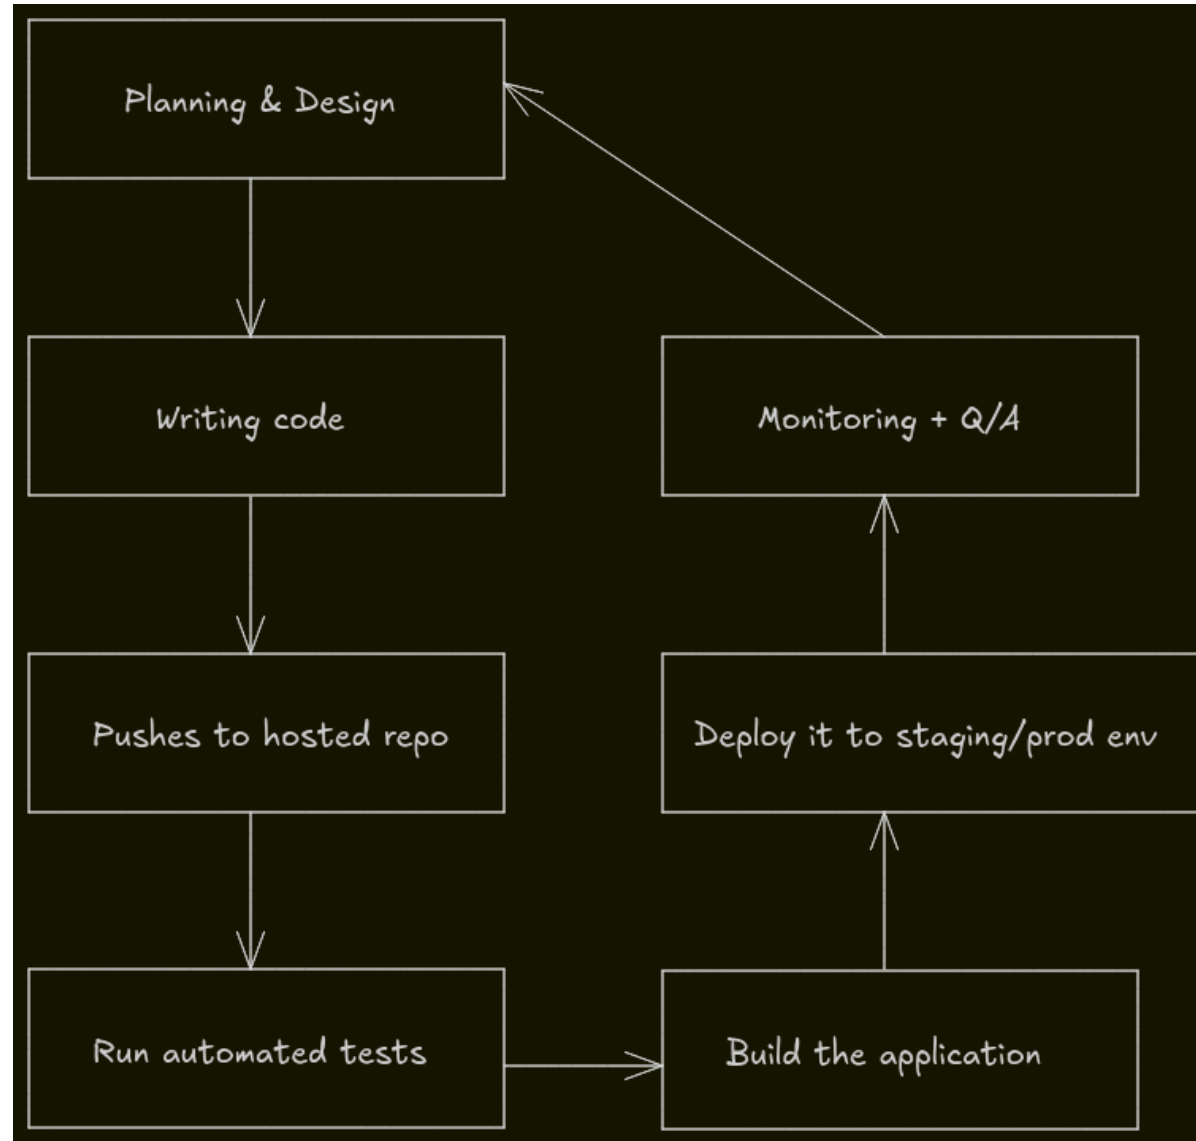 Planning & Design
Writing code
Pushes to hosted repo
Run automated tests
Build the application
Deploy it to staging/prod env
Monitoring + Q/A